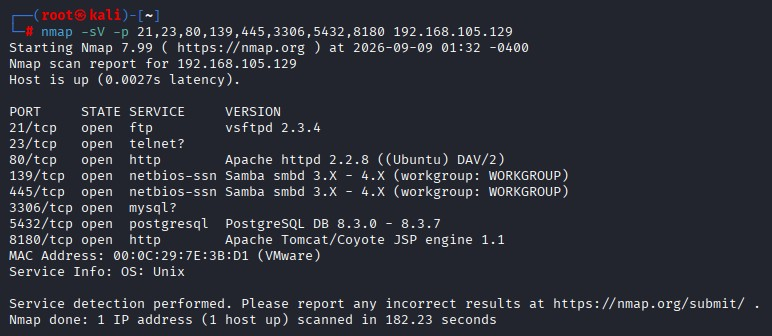 ┌──(root㉿kali)-[~]
└─# nmap -sV -p 21,23,80,139,445,3306,5432,8180 192.168.105.129
Starting Nmap 7.99 ( https://nmap.org ) at 2026-09-09 01:32 -0400
Nmap scan report for 192.168.105.129
Host is up (0.0027s latency).
PORT     STATE SERVICE     VERSION
21/tcp   open  ftp         vsftpd 2.3.4
23/tcp   open  telnet?
80/tcp   open  http        Apache httpd 2.2.8 ((Ubuntu) DAV/2)
139/tcp  open  netbios-ssn Samba smbd 3.X - 4.X (workgroup: WORKGROUP)
445/tcp  open  netbios-ssn Samba smbd 3.X - 4.X (workgroup: WORKGROUP)
3306/tcp open  mysql?
5432/tcp open  postgresql  PostgreSQL DB 8.3.0 - 8.3.7
8180/tcp open  http        Apache Tomcat/Coyote JSP engine 1.1
MAC Address: 00:0C:29:7E:3B:D1 (VMware)
Service Info: OS: Unix
Service detection performed. Please report any incorrect results at https://nmap.org/submit/ .
Nmap done: 1 IP address (1 host up) scanned in 182.23 seconds